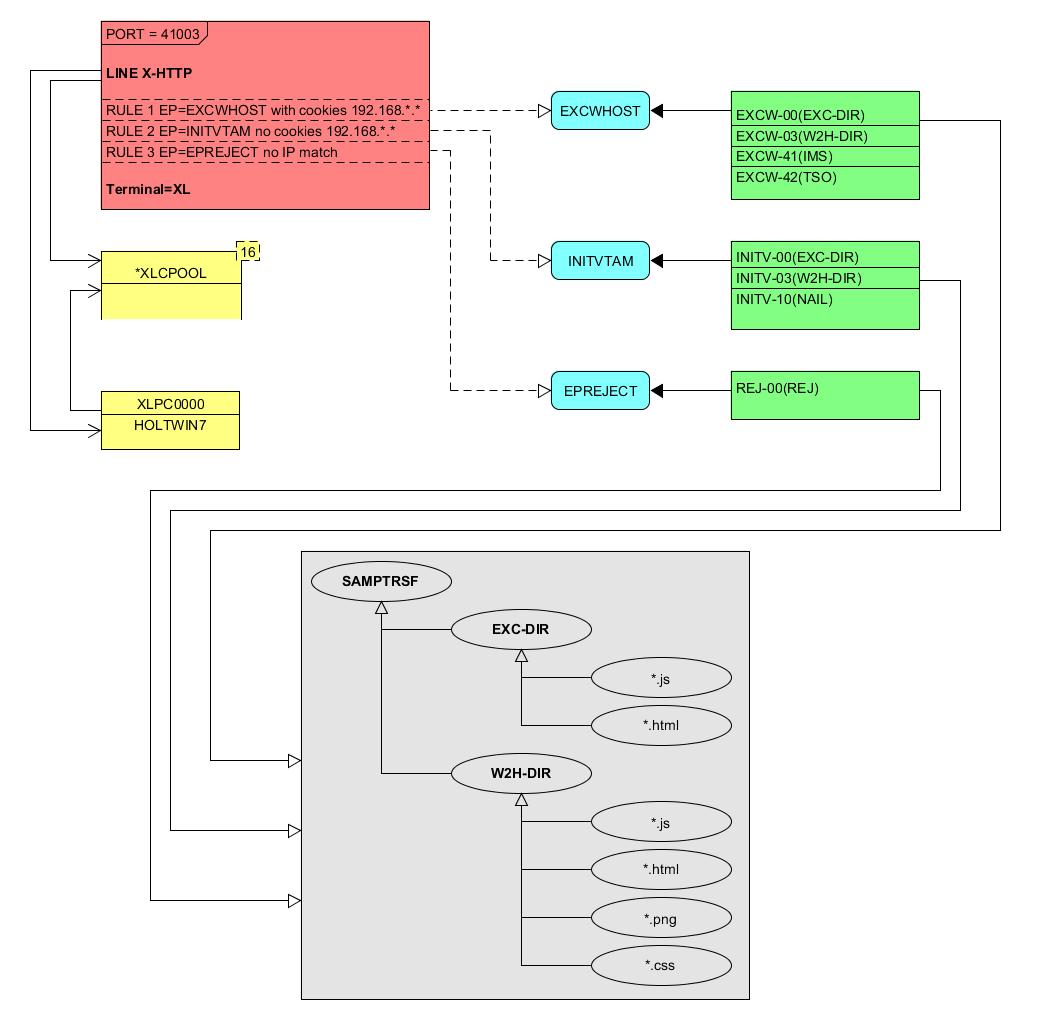 PORT = 41003
LINE X-HTTP
RULE 1 EP=EXCWHOST with cookies 192.168.*.*
RULE 2 EP=INITVTAM no cookies 192.168.*.*
RULE 3 EP=EPREJECT no IP match
Terminal=XL
EXCWHOST
EXCW-00(EXC-DIR)
EXCW-03(W2H-DIR)
EXCW-41(IMS)
EXCW-42(TSO)
16
*XLCPOOL
INITVTAM
INITV-00(EXC-DIR)
INITV-03(W2H-DIR)
INITV-10(NAIL)
XLPC0000
HOLTWIN7
EPREJECT
REJ-00(REJ)
SAMPTRSF
EXC-DIR
*.js
*.html
W2H-DIR
*.js
*.html
*.png
*.css